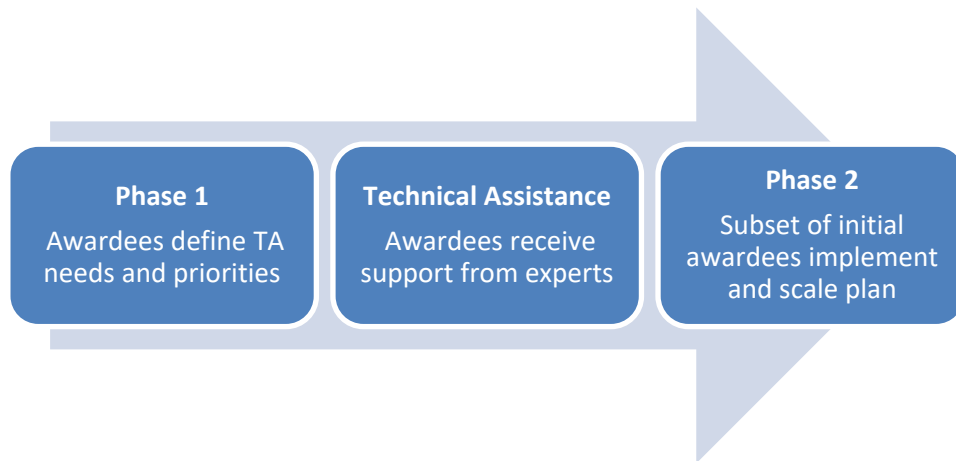 Phase 1
Awardees define TA
needs and priorities
Technical Assistance
Awardees receive
support from experts
Phase 2
Subset of initial
awardees implement
and scale plan